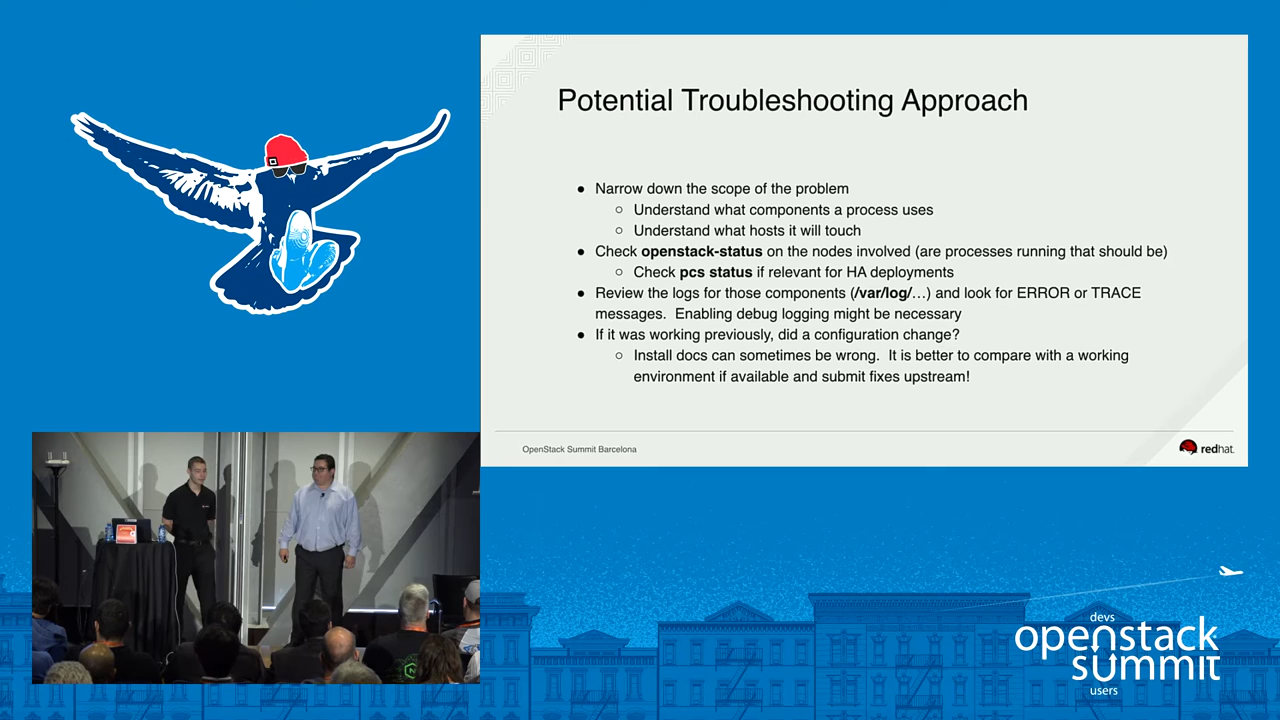 Potential Troubleshooting Approach
● Narrow down the scope of the problem
○ Understand what components a process uses
○ Understand what hosts it will touch
● Check openstack-status on the nodes involved (are processes running that should be)
○ Check pcs status if relevant for HA deployments
● Review the logs for those components (/var/log/…) and look for ERROR or TRACE
messages. Enabling debug logging might be necessary
● If it was working previously, did a configuration change?
○ Install docs can sometimes be wrong. It is better to compare with a working
environment if available and submit fixes upstream!
OpenStack Summit Barcelona
redhat.
devs
openstack
summit
users